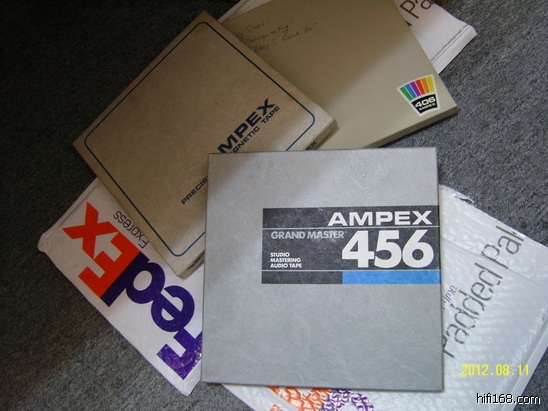 AMPEX
PRECISION MAGNETIC TAPE
406
AMPEX
GRAND MASTER
456
STUDIO
MASTERING
AUDIO TAPE
FedEx
Express
Padded Pak
2012.08.11
hifi168.com